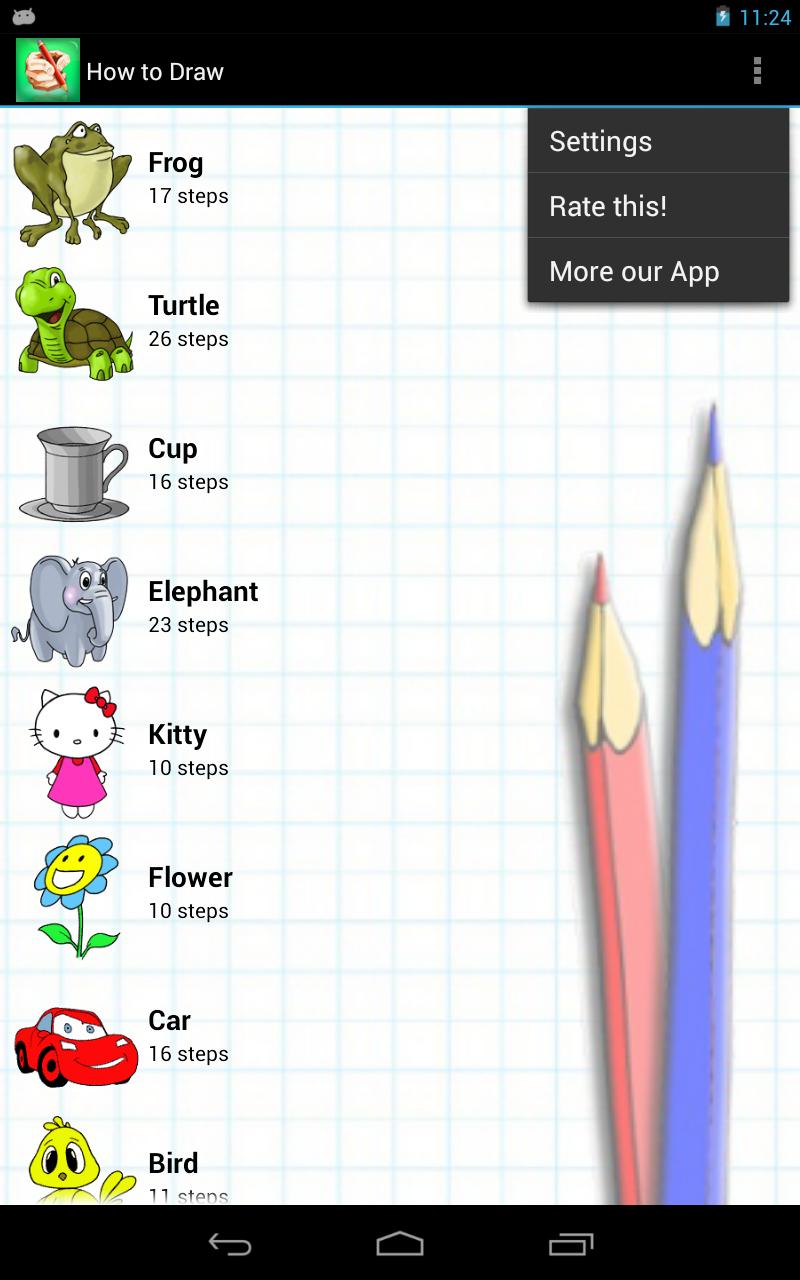 11:24
How to Draw
Settings
Rate this!
More our App
Frog
17 steps
Turtle
26 steps
Cup
16 steps
Elephant
23 steps
Kitty
10 steps
Flower
10 steps
Car
16 steps
Bird
11 steps